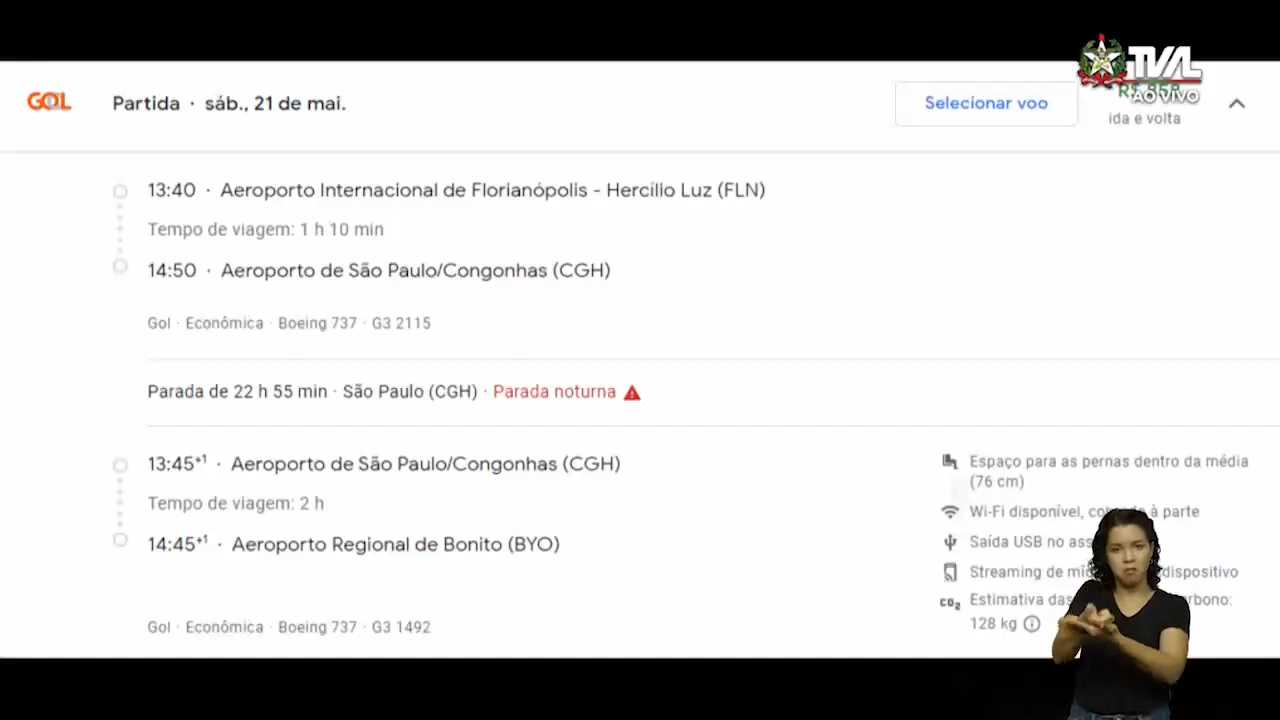 TVAL
AO VIVO
GOL
Partida · sáb., 21 de mai.
Selecionar voo
R$
ida e volta
13:40 · Aeroporto Internacional de Florianópolis - Hercílio Luz (FLN)
Tempo de viagem: 1 h 10 min
14:50 · Aeroporto de São Paulo/Congonhas (CGH)
Gol · Econômica · Boeing 737 · G3 2115
Parada de 22 h 55 min · São Paulo (CGH) · Parada noturna
13:45+1 · Aeroporto de São Paulo/Congonhas (CGH)
Tempo de viagem: 2 h
14:45+1 · Aeroporto Regional de Bonito (BYO)
Gol · Econômica · Boeing 737 · G3 1492
Espaço para as pernas dentro da média
(76 cm)
Wi-Fi disponível, à parte
Saída USB no
Streaming de dispositivo
CO2 Estimativa das
128 kg